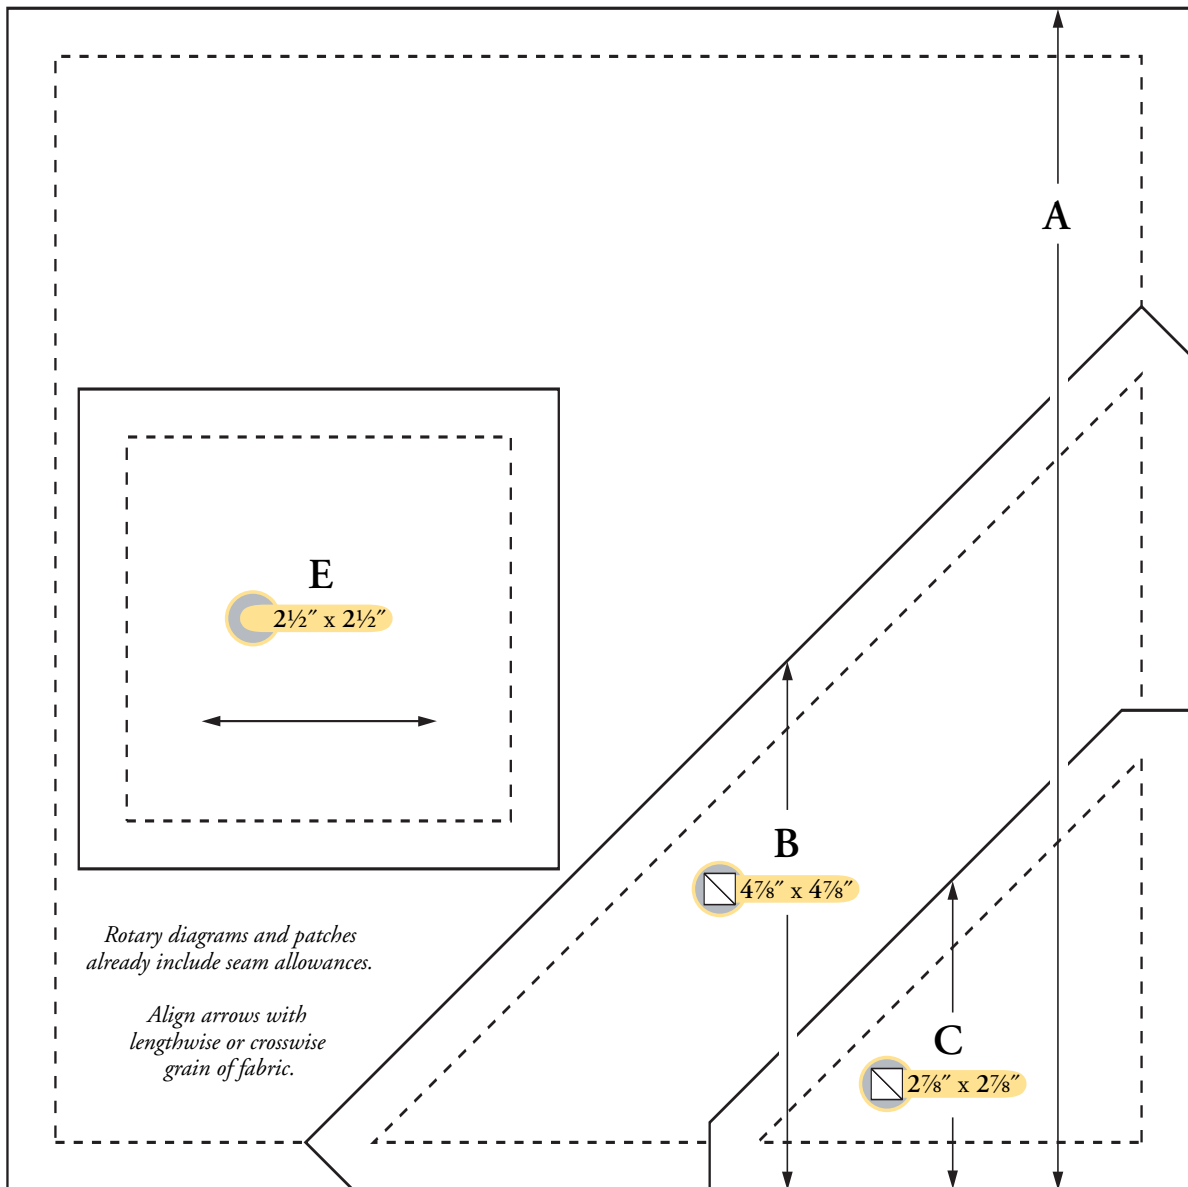 A
E
2½″ x 2½″
B
4⅞″ x 4⅞″
Rotary diagrams and patches
already include seam allowances.
Align arrows with
lengthwise or crosswise
grain of fabric.
C
2⅞″ x 2⅞″